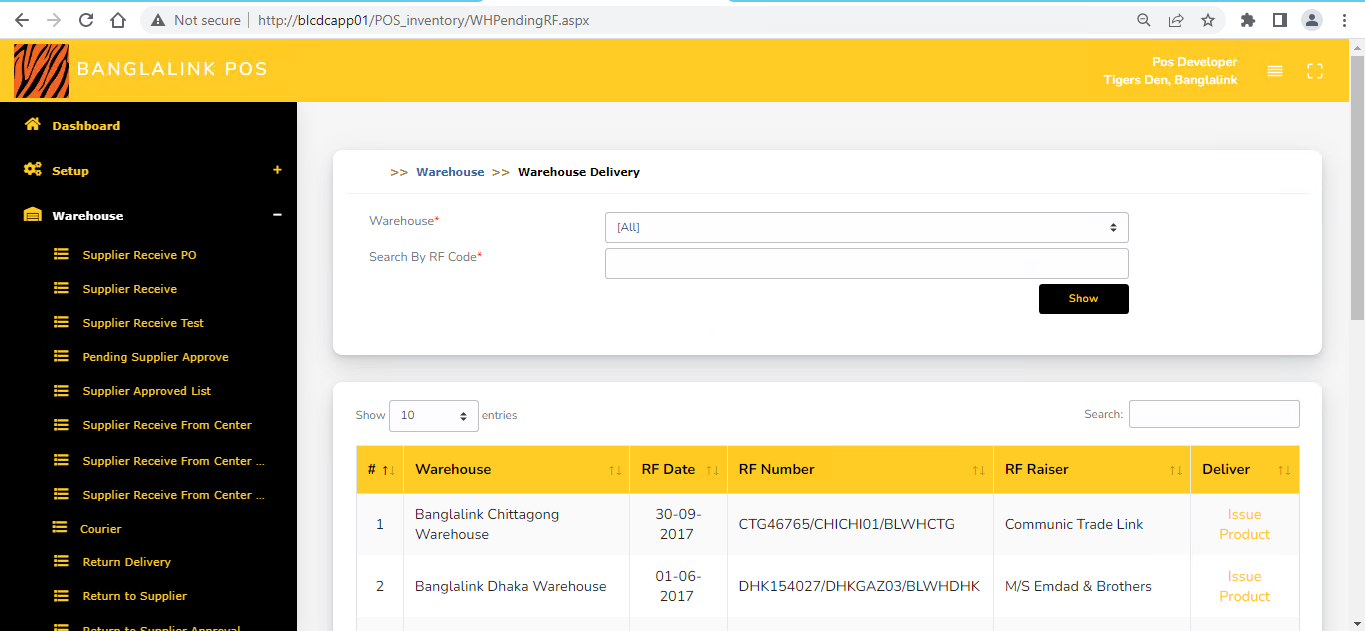 Not secure
http://blcdcapp01/POS_inventory/WHPendingRF.aspx
BANGLALINK POS
Pos Developer
Tigers Den, Banglalink
Dashboard
Setup +
Warehouse −
Supplier Receive PO
Supplier Receive
Supplier Receive Test
Pending Supplier Approve
Supplier Approved List
Supplier Receive From Center
Supplier Receive From Center ...
Supplier Receive From Center ...
Courier
Return Delivery
Return to Supplier
Return to Supplier Approval
>> Warehouse >> Warehouse Delivery
Warehouse*
[All]
Search By RF Code*
Show
Show 10 entries
Search:
# Warehouse RF Date RF Number RF Raiser Deliver
1 Banglalink Chittagong Warehouse 30-09-2017 CTG46765/CHICHI01/BLWHCTG Communic Trade Link Issue Product
2 Banglalink Dhaka Warehouse 01-06-2017 DHK154027/DHKGAZ03/BLWHDHK M/S Emdad & Brothers Issue Product